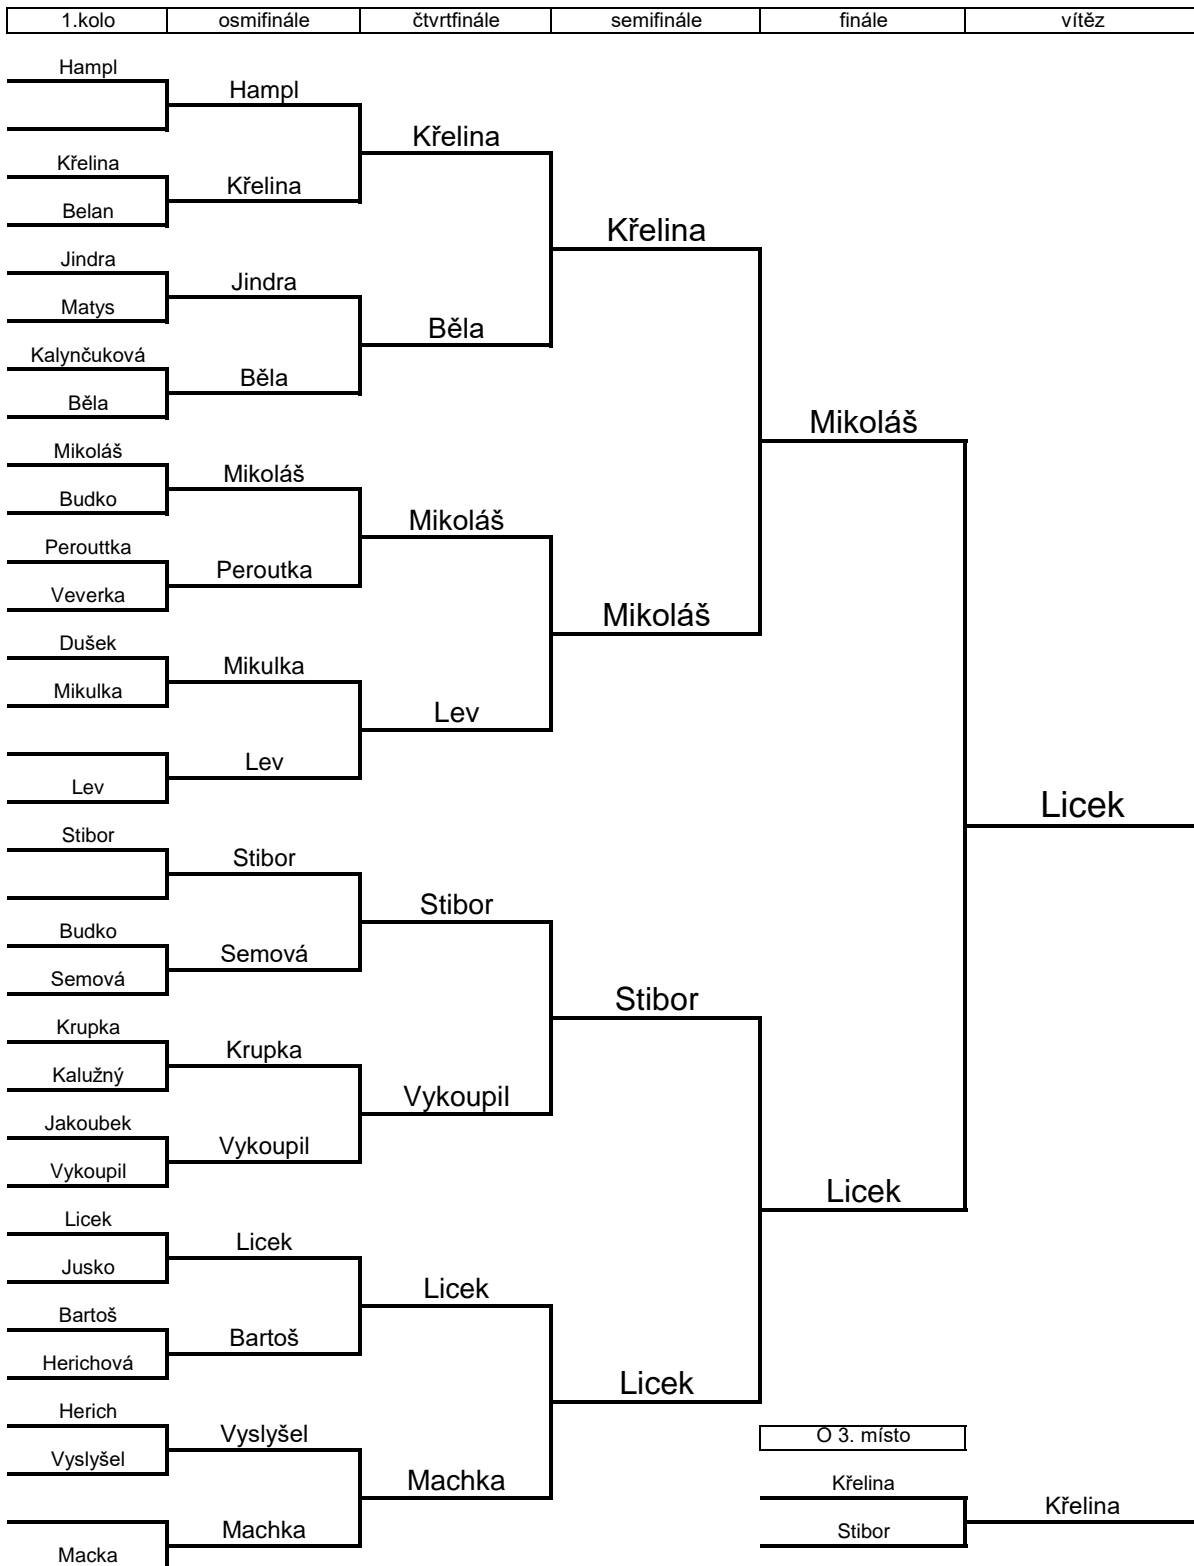 1.kolo osmifinále čtvrtfinále semifinále finále vítěz
Hampl
Hampl
Křelina
Křelina
Křelina
Belan
Křelina
Jindra
Jindra
Matys
Běla
Kalynčuková
Běla
Běla
Mikoláš
Mikoláš
Mikoláš
Budko
Mikoláš
Perouttka
Peroutka
Veverka
Mikoláš
Dušek
Mikulka
Mikulka
Lev
Lev
Lev
Licek
Stibor
Stibor
Stibor
Budko
Semová
Semová
Stibor
Krupka
Krupka
Kalužný
Vykoupil
Jakoubek
Vykoupil
Vykoupil
Licek
Licek
Licek
Jusko
Licek
Bartoš
Bartoš
Herichová
Licek
Herich
Vyslyšel
O 3. místo
Vyslyšel
Machka
Křelina
Křelina
Machka
Stibor
Macka